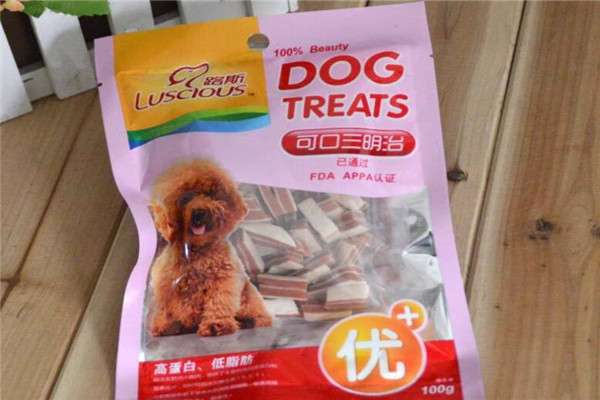 100% Beauty
路斯
LUSCIOUS™
DOG
TREATS
可口三明治
已通过
FDA APPA认证
优+
高蛋白、低脂肪
100g